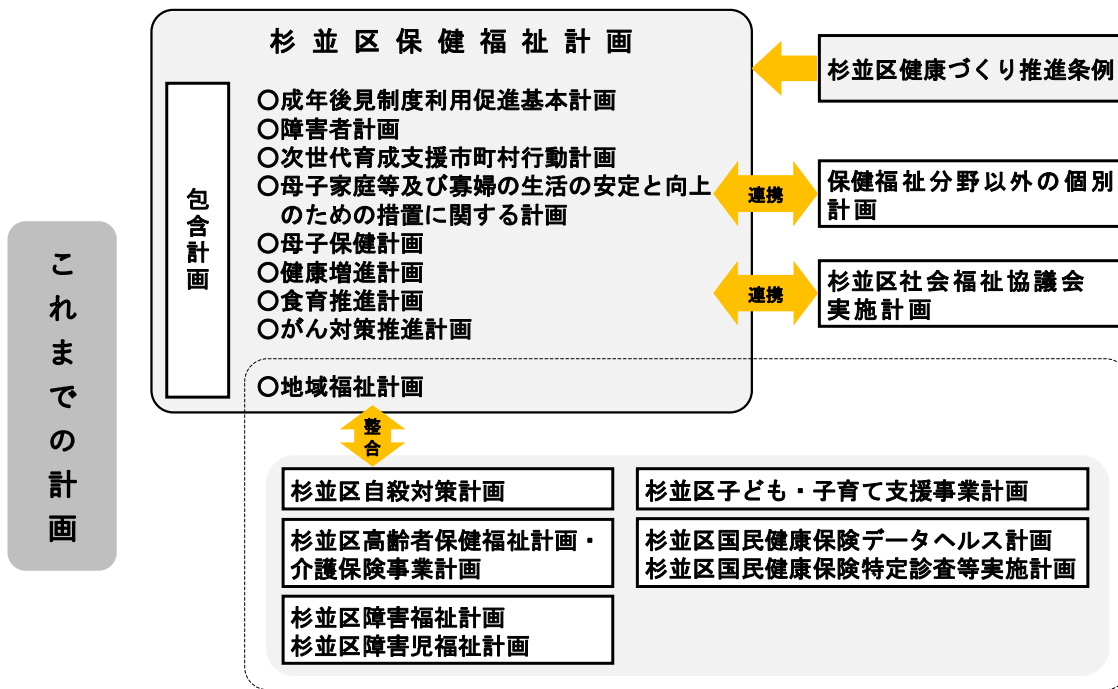 これまでの計画
杉並区保健福祉計画
包含計画
○成年後見制度利用促進基本計画
○障害者計画
○次世代育成支援市町村行動計画
○母子家庭等及び寡婦の生活の安定と向上
のための措置に関する計画
○母子保健計画
○健康増進計画
○食育推進計画
○がん対策推進計画
○地域福祉計画
杉並区健康づくり推進条例
連携
保健福祉分野以外の個別
計画
連携
杉並区社会福祉協議会
実施計画
整合
杉並区自殺対策計画
杉並区高齢者保健福祉計画・
介護保険事業計画
杉並区障害福祉計画
杉並区障害児福祉計画
杉並区子ども・子育て支援事業計画
杉並区国民健康保険データヘルス計画
杉並区国民健康保険特定診査等実施計画